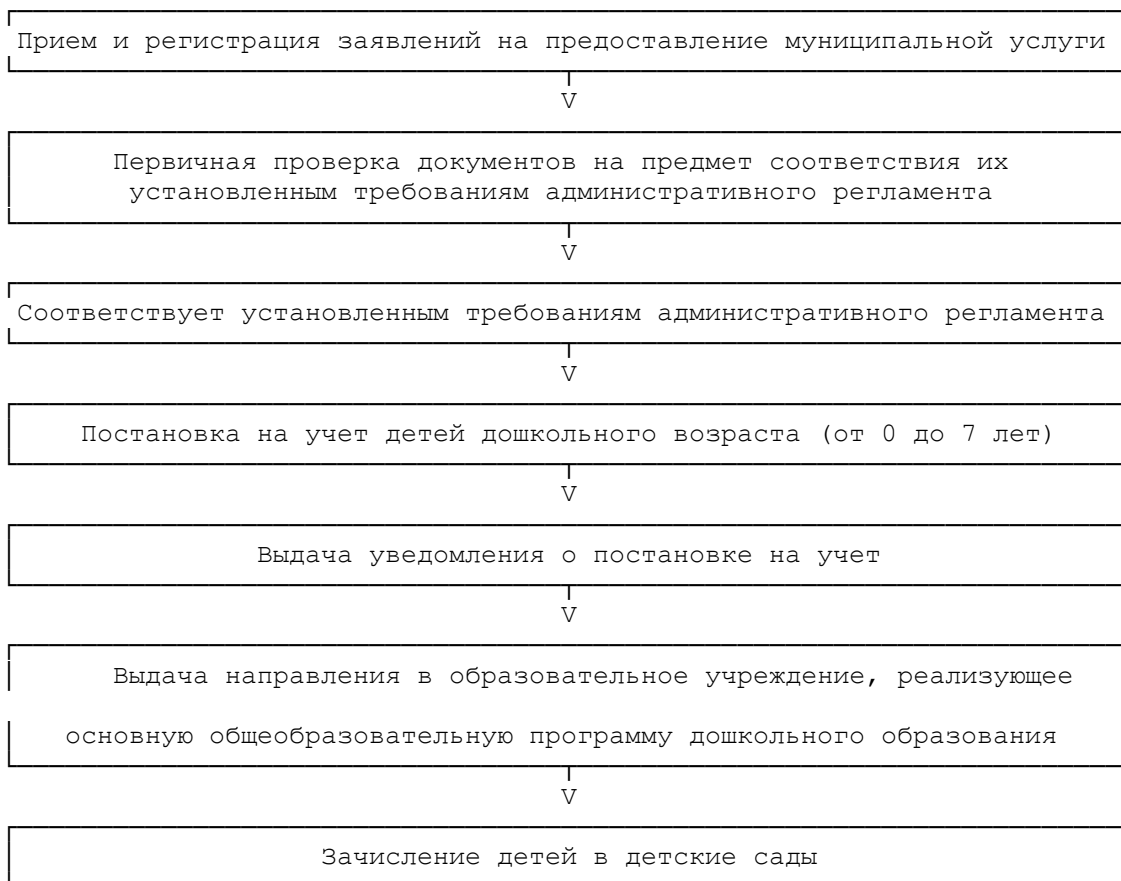 Прием и регистрация заявлений на предоставление муниципальной услуги
V
Первичная проверка документов на предмет соответствия их
установленным требованиям административного регламента
V
Соответствует установленным требованиям административного регламента
V
Постановка на учет детей дошкольного возраста (от 0 до 7 лет)
V
Выдача уведомления о постановке на учет
V
Выдача направления в образовательное учреждение, реализующее
основную общеобразовательную программу дошкольного образования
V
Зачисление детей в детские сады